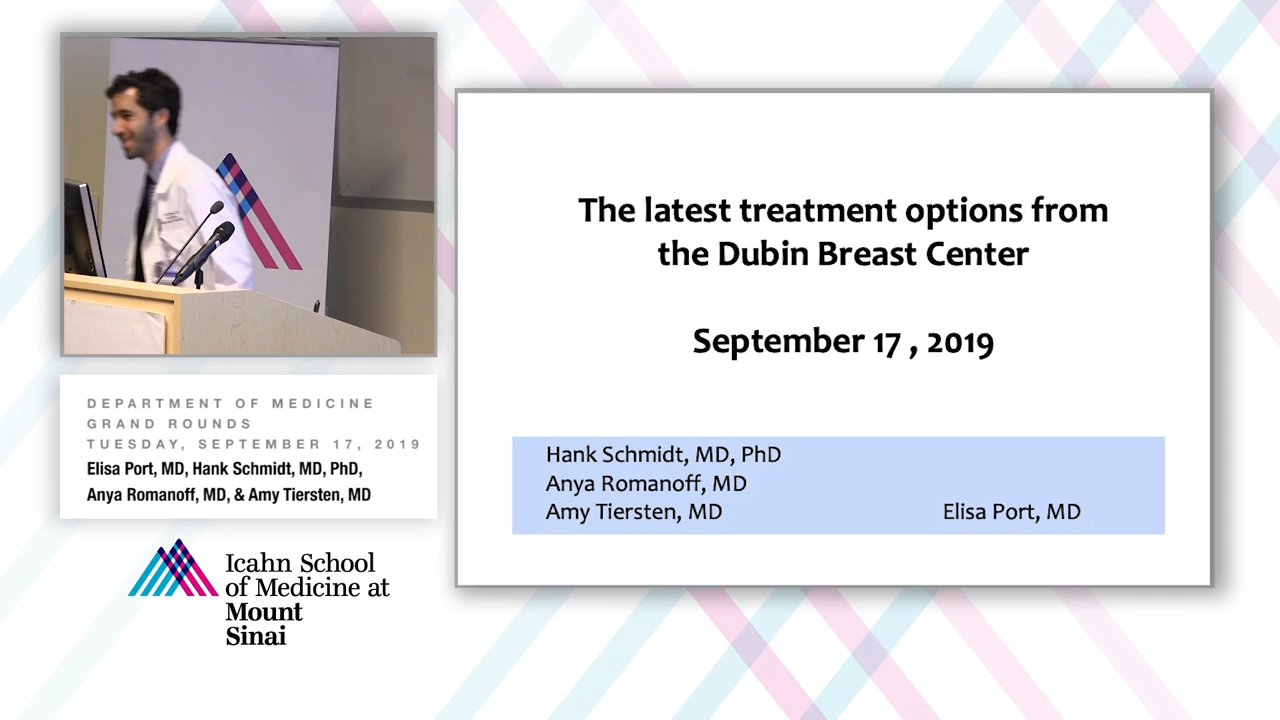 DEPARTMENT OF MEDICINE
GRAND ROUNDS
TUESDAY, SEPTEMBER 17, 2019
Elisa Port, MD, Hank Schmidt, MD, PhD,
Anya Romanoff, MD, & Amy Tiersten, MD
Icahn School
of Medicine at
Mount
Sinai
The latest treatment options from
the Dubin Breast Center
September 17 , 2019
Hank Schmidt, MD, PhD
Anya Romanoff, MD
Amy Tiersten, MD Elisa Port, MD